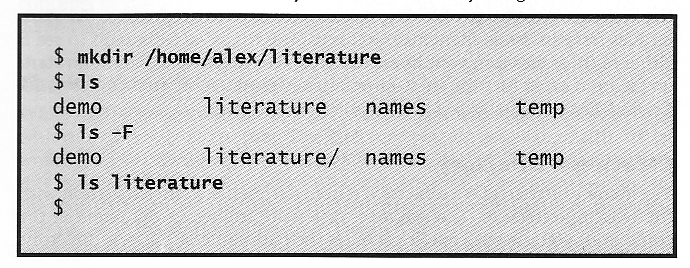 $ mkdir /home/alex/literature
$ ls
demo literature names temp
$ ls -F
demo literature/ names temp
$ ls literature
$